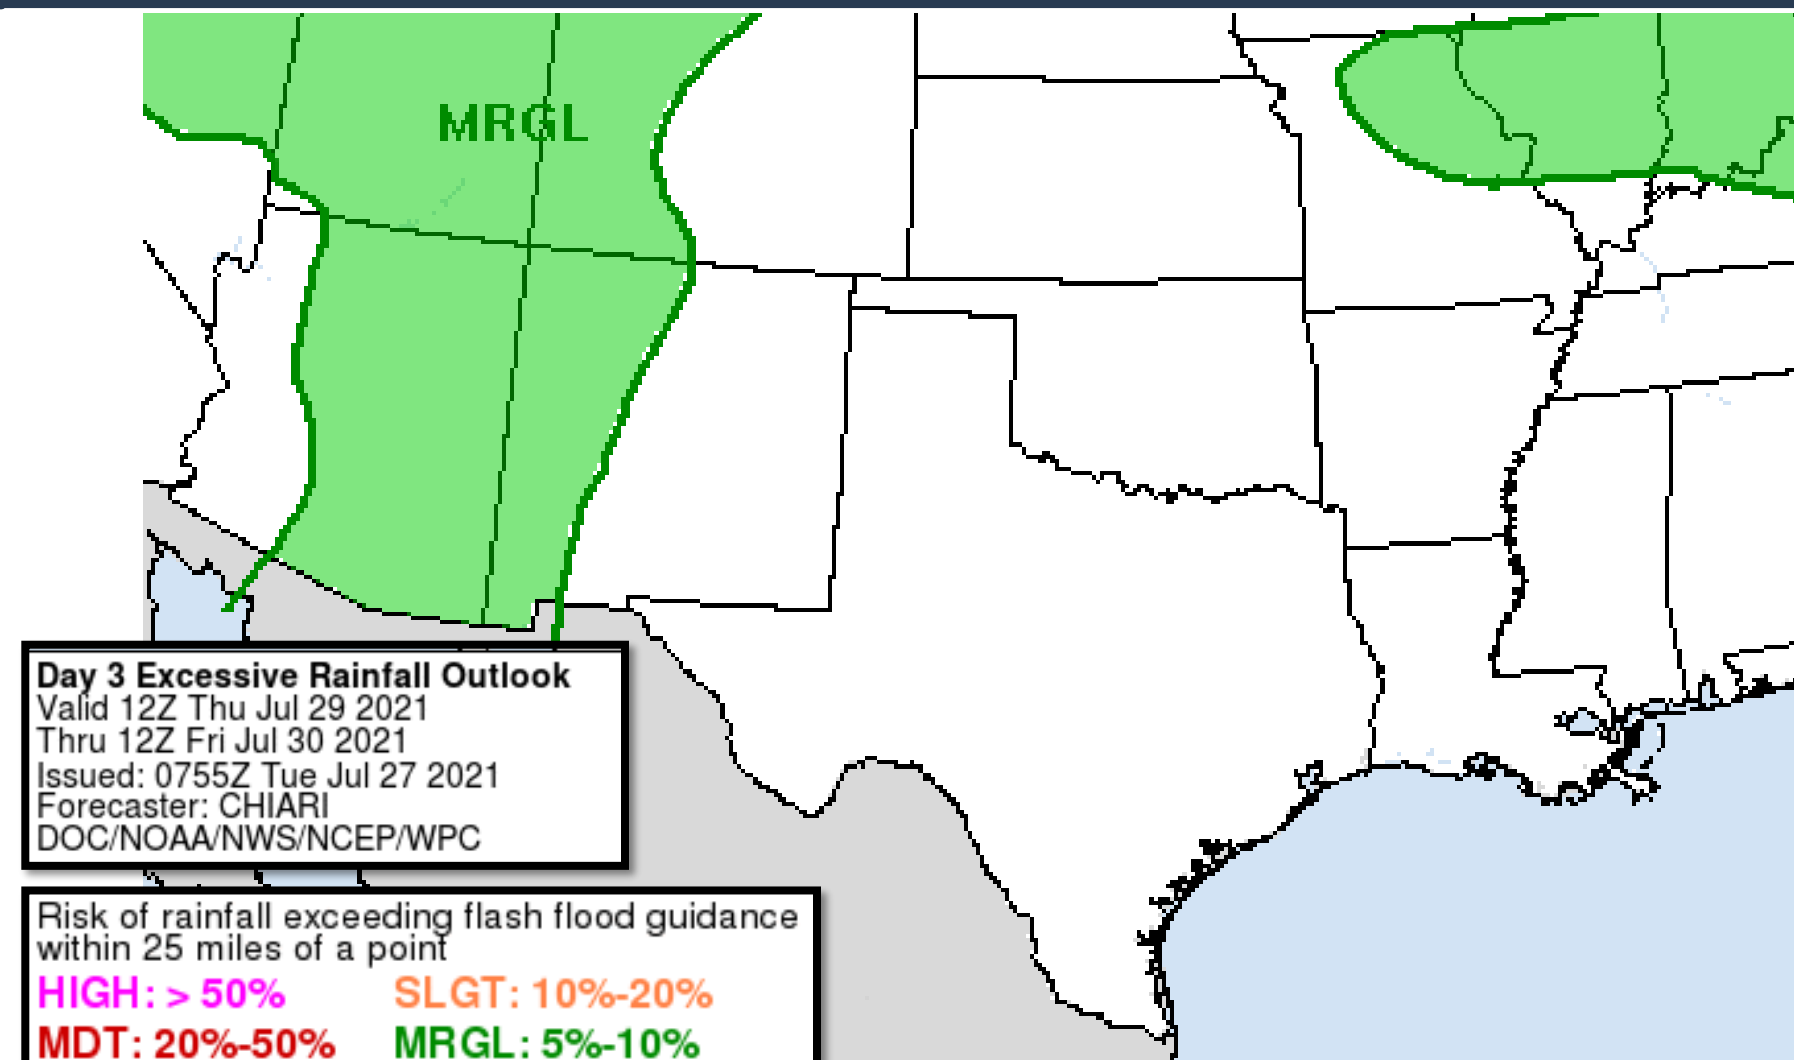 MRGL
Day 3 Excessive Rainfall Outlook
Valid 12Z Thu Jul 29 2021
Thru 12Z Fri Jul 30 2021
Issued: 0755Z Tue Jul 27 2021
Forecaster: CHIARI
DOC/NOAA/NWS/NCEP/WPC
Risk of rainfall exceeding flash flood guidance
within 25 miles of a point
HIGH: > 50% SLGT: 10%-20%
MDT: 20%-50% MRGL: 5%-10%